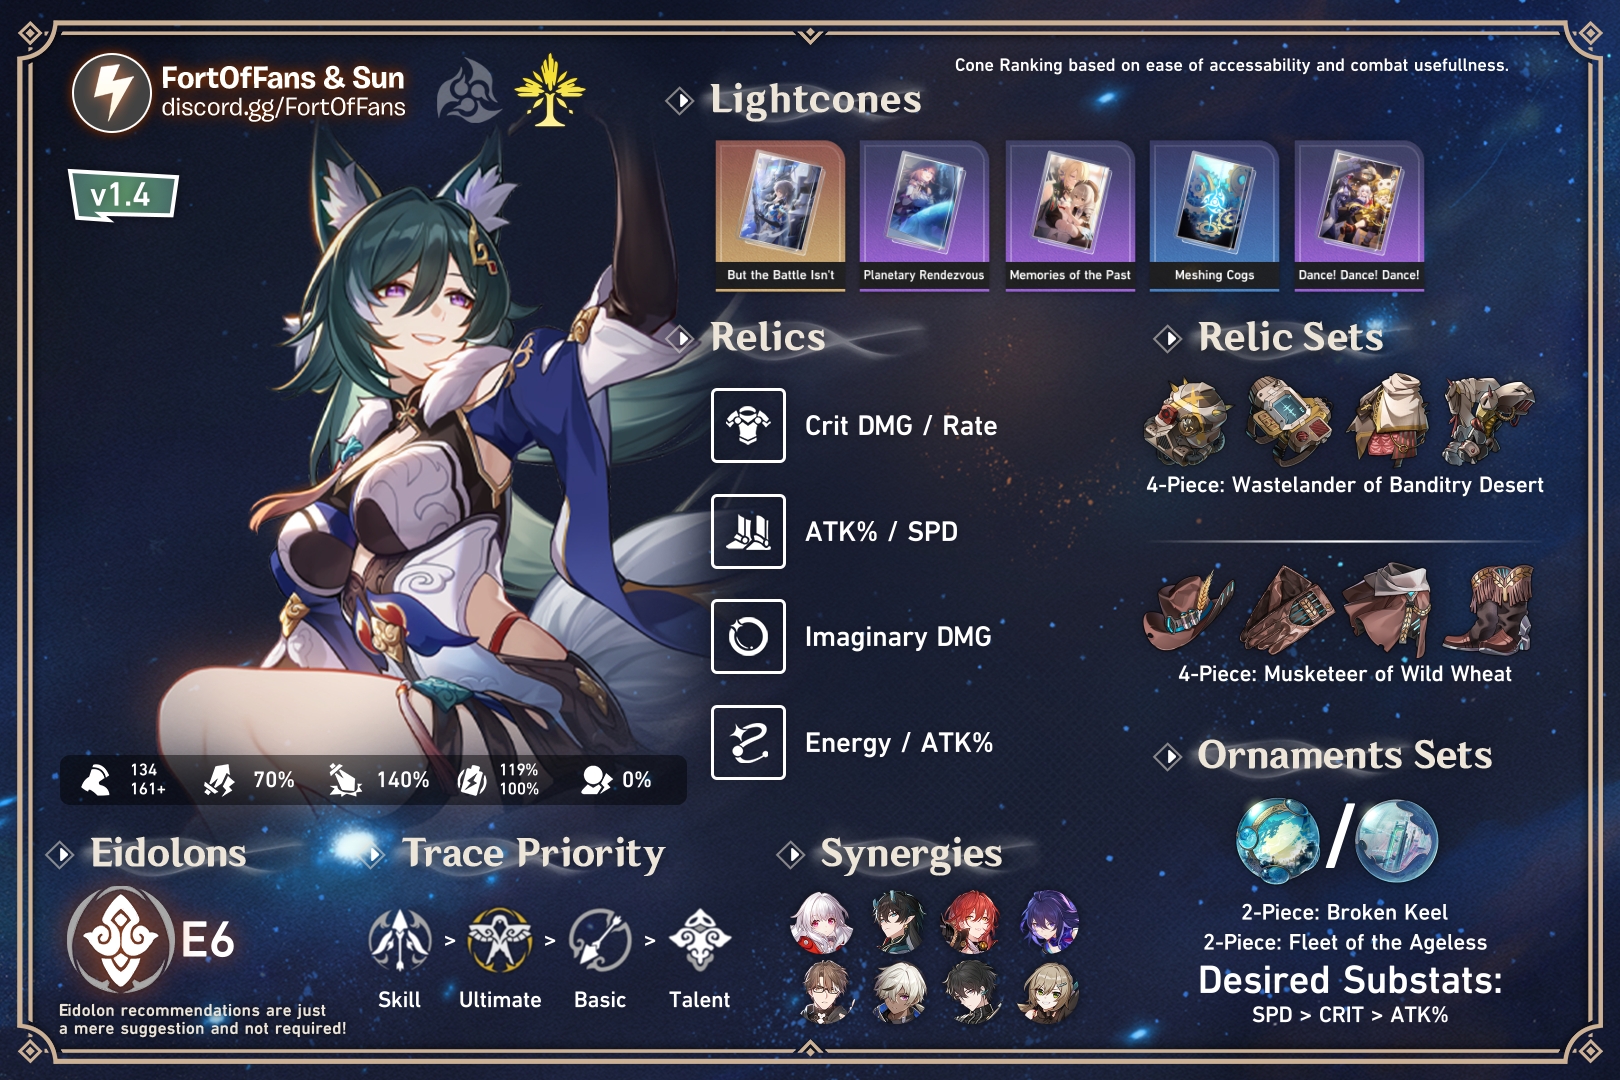 FortOfFans & Sun
discord.gg/FortOfFans
v1.4
Cone Ranking based on ease of accessability and combat usefullness.
Lightcones
But the Battle Isn't
Planetary Rendezvous
Memories of the Past
Meshing Cogs
Dance! Dance! Dance!
Relics
Crit DMG / Rate
ATK% / SPD
Imaginary DMG
Energy / ATK%
Relic Sets
4-Piece: Wastelander of Banditry Desert
4-Piece: Musketeer of Wild Wheat
Ornaments Sets
2-Piece: Broken Keel
2-Piece: Fleet of the Ageless
Desired Substats:
SPD > CRIT > ATK%
134
161+
70%
140%
119%
100%
0%
Eidolons
E6
Eidolon recommendations are just
a mere suggestion and not required!
Trace Priority
> > >
Skill Ultimate Basic Talent
Synergies